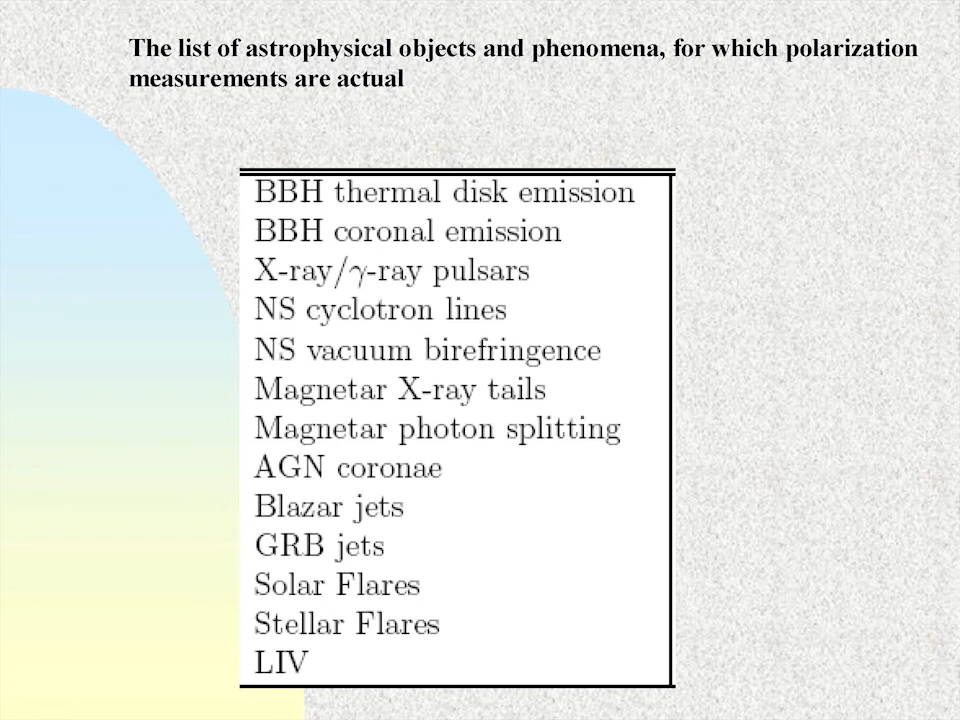 The list of astrophysical objects and phenomena, for which polarization
measurements are actual
BBH thermal disk emission
BBH coronal emission
X-ray/γ-ray pulsars
NS cyclotron lines
NS vacuum birefringence
Magnetar X-ray tails
Magnetar photon splitting
AGN coronae
Blazar jets
GRB jets
Solar Flares
Stellar Flares
LIV